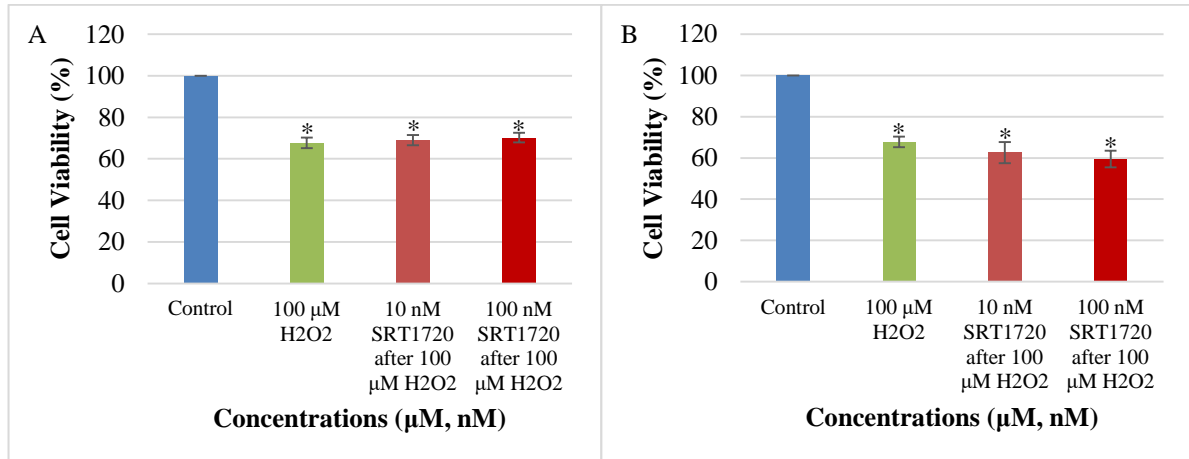 A
Cell Viability (%)
120
100
80
60
40
20
0
*
*
*
Control
100 μM
H2O2
10 nM
SRT1720
after 100
μM H2O2
100 nM
SRT1720
after 100
μM H2O2
Concentrations (μM, nM)
B
Cell Viability (%)
120
100
80
60
40
20
0
*
*
*
Control
100 μM
H2O2
10 nM
SRT1720
after 100
μM H2O2
100 nM
SRT1720
after 100
μM H2O2
Concentrations (μM, nM)